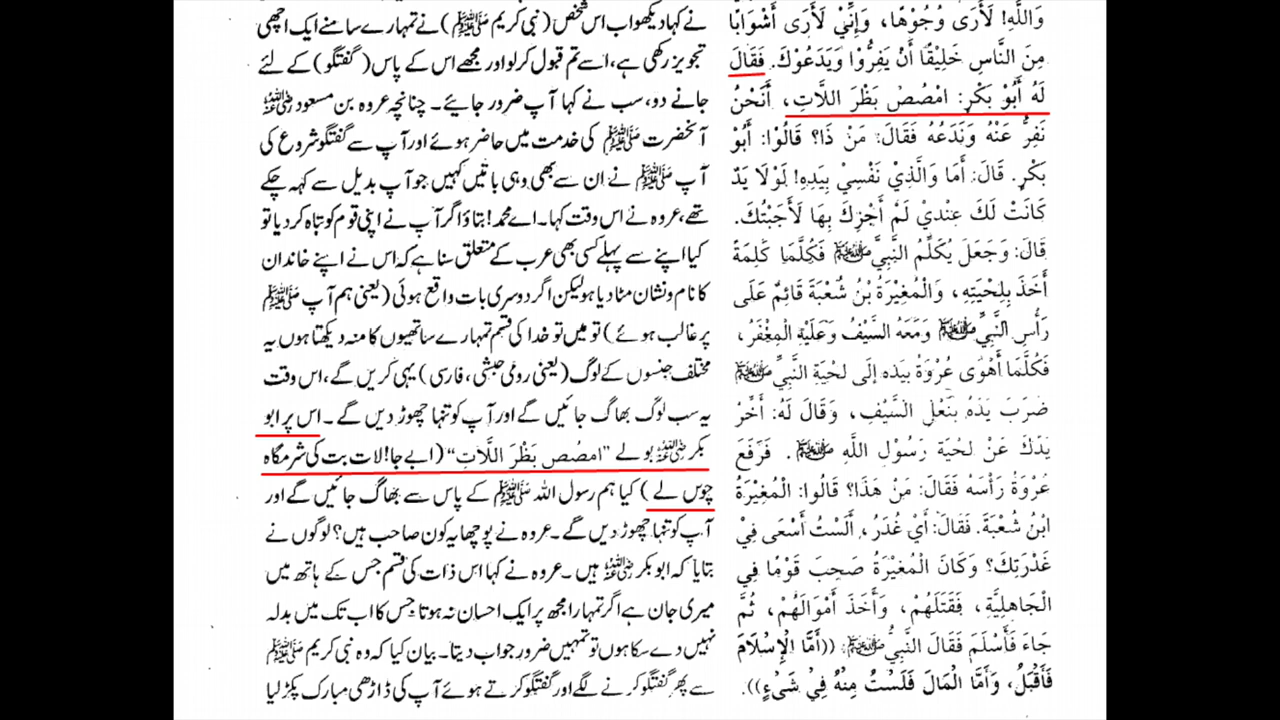 وَاللَّهِ! لَأَرَى وُجُوْهًا، وَإِنِّيْ لَأَرَى أَشْوَابًا
مِنَ النَّاسِ خَلِيْقًا أَنْ يَفِرُّوْا وَيَدَعُوْكَ. فَقَالَ
لَهُ أَبُوْ بَكْرٍ: امْصُصْ بَظْرَ اللَّاتِ، أَنَحْنُ
نَفِرُّ عَنْهُ وَنَدَعُهُ فَقَالَ: مَنْ ذَا؟ قَالُوْا: أَبُوْ
بَكْرٍ. قَالَ: أَمَا وَالَّذِيْ نَفْسِيْ بِيَدِهِ! لَوْلَا يَدٌ
كَانَتْ لَكَ عِنْدِيْ لَمْ أَجْزِكَ بِهَا لَأَجَبْتُكَ.
قَالَ: وَجَعَلَ يُكَلِّمُ النَّبِيَّ ﷺ فَكُلَّمَا كَلِمَةً
أَخَذَ بِلِحْيَتِهِ، وَالْمُغِيْرَةُ بْنُ شُعْبَةَ قَائِمٌ عَلَى
رَأْسِ النَّبِيِّ ﷺ وَمَعَهُ السَّيْفُ وَعَلَيْهِ الْمِغْفَرُ،
فَكُلَّمَا أَهْوَى عُرْوَةُ بِيَدِهِ إِلَى لِحْيَةِ النَّبِيِّ ﷺ
ضَرَبَ يَدَهُ بِنَعْلِ السَّيْفِ، وَقَالَ لَهُ: أَخِّرْ
يَدَكَ عَنْ لِحْيَةِ رَسُوْلِ اللَّهِ ﷺ. فَرَفَعَ
عُرْوَةُ رَأْسَهُ فَقَالَ: مَنْ هَذَا؟ قَالُوْا: الْمُغِيْرَةُ
ابْنُ شُعْبَةَ. فَقَالَ: أَيْ غُدَرُ، أَلَسْتُ أَسْعَى فِيْ
غَدْرَتِكَ؟ وَكَانَ الْمُغِيْرَةُ صَحِبَ قَوْمًا فِي
الْجَاهِلِيَّةِ، فَقَتَلَهُمْ، وَأَخَذَ أَمْوَالَهُمْ، ثُمَّ
جَاءَ فَأَسْلَمَ فَقَالَ النَّبِيُّ ﷺ: ((أَمَّا الْإِسْلَامَ
فَأَقْبَلُ، وَأَمَّا الْمَالَ فَلَسْتُ مِنْهُ فِيْ شَيْءٍ)).
نے کہا دیکھو اب اس شخص (نبی کریم ﷺ) نے تمہارے سامنے ایک اچھی
تجویز رکھی ہے، اسے تم قبول کرلو اور مجھے اس کے پاس (گفتگو) کے لئے
جانے دو، سب نے کہا آپ ضرور جائیے۔ چنانچہ عروہ بن مسعود رضی اللہ عنہ
آنحضرت ﷺ کی خدمت میں حاضر ہوئے اور آپ سے گفتگو شروع کی
آپ ﷺ نے ان سے بھی وہی باتیں کہیں جو آپ بدیل سے کہہ چکے
تھے، عروہ نے اس وقت کہا۔ اے محمد! بتاؤ اگر آپ نے اپنی قوم کو تباہ کردیا تو
کیا اپنے سے پہلے کسی بھی عرب کے متعلق سنا ہے کہ اس نے اپنے خاندان
کا نام و نشان مٹا دیا ہو لیکن اگر دوسری بات واقع ہوئی (یعنی ہم آپ ﷺ
پر غالب ہوئے) تو میں تو خدا کی قسم تمہارے ساتھیوں کا منہ دیکھتا ہوں یہ
مختلف جنسوں کے لوگ (یعنی رومی حبشی، فارسی) یہی کریں گے، اس وقت
یہ سب لوگ بھاگ جائیں گے اور آپ کو تنہا چھوڑ دیں گے۔ اس پر ابو
بکر رضی اللہ عنہ بولے ”امْصُصْ بَظْرَ اللَّاتِ“ (ابے جا! لات بت کی شرمگاہ
چوس لے) کیا ہم رسول اللہ ﷺ کے پاس سے بھاگ جائیں گے اور
آپ کو تنہا چھوڑ دیں گے۔ عروہ نے پوچھا یہ کون صاحب ہیں؟ لوگوں نے
بتایا کہ ابوبکر رضی اللہ عنہ ہیں۔ عروہ نے کہا اس ذات کی قسم جس کے ہاتھ میں
میری جان ہے اگر تمہارا مجھ پر ایک احسان نہ ہوتا جس کا اب تک میں بدلہ
نہیں دے سکا ہوں تو تمہیں ضرور جواب دیتا۔ بیان کیا کہ وہ نبی کریم ﷺ
سے پھر گفتگو کرنے لگے اور گفتگو کرتے ہوئے آپ کی ڈاڑھی مبارک پکڑ لیا